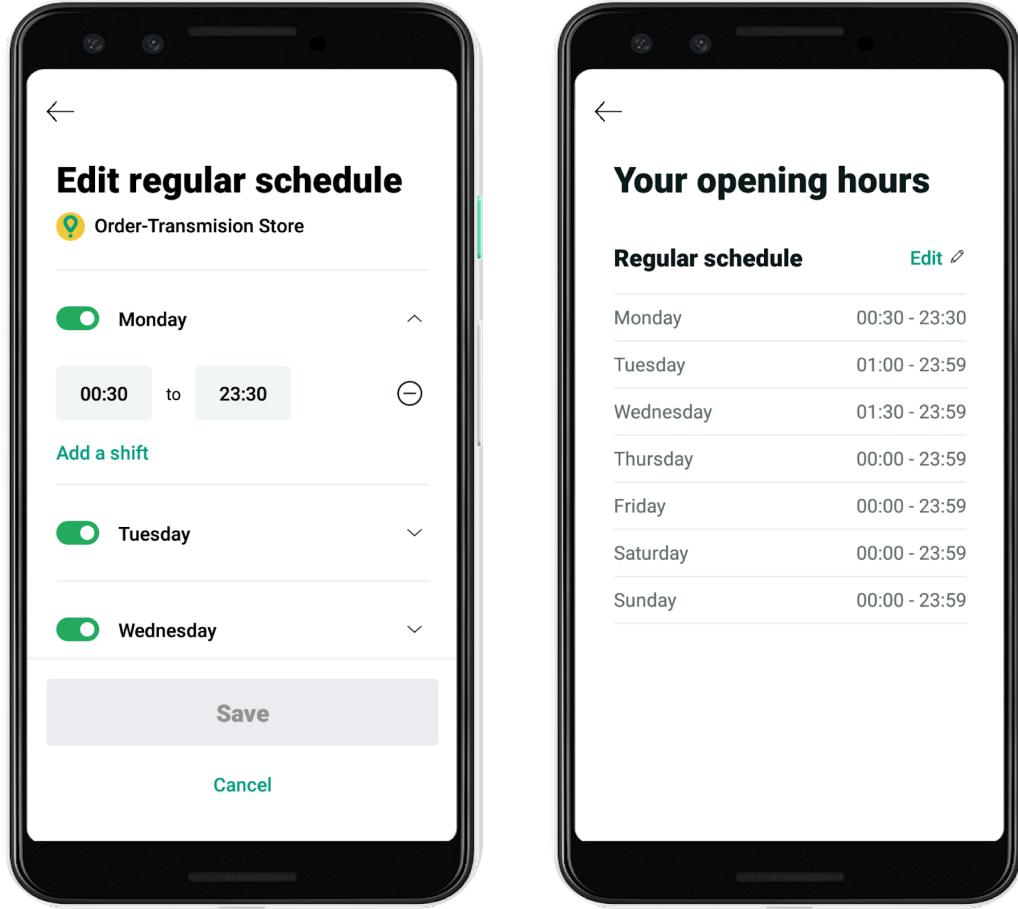 Edit regular schedule
Order-Transmision Store
Monday
00:30 to 23:30
Add a shift
Tuesday
Wednesday
Save
Cancel
Your opening hours
Regular schedule Edit
Monday 00:30 - 23:30
Tuesday 01:00 - 23:59
Wednesday 01:30 - 23:59
Thursday 00:00 - 23:59
Friday 00:00 - 23:59
Saturday 00:00 - 23:59
Sunday 00:00 - 23:59